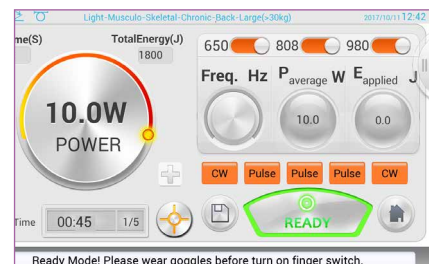 Light-Musculo-Skeletal-Chronic-Back-Large(>30kg)
2017/10/11 12:42
me(S)
TotalEnergy(J)
1800
650
808
980
Freq. Hz
Paverage W
Eapplied J
10.0W
POWER
10.0
0.0
CW
Pulse
Pulse
Pulse
CW
Time
00:45
1/5
READY
Ready Mode! Please wear goggles before turn on finger switch.